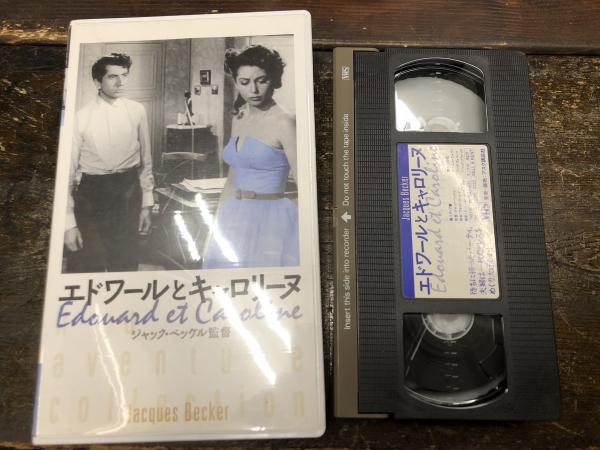 エドワールとキャロリーヌ
Edouard et Caroline
ジャック・ベッケル監督
aventure
collection
Jacques Becker
VHS
Insert this side into recorder
Do not touch the tape inside
Jacques Becker
エドワールとキャロリーヌ
Edouard et Caroline